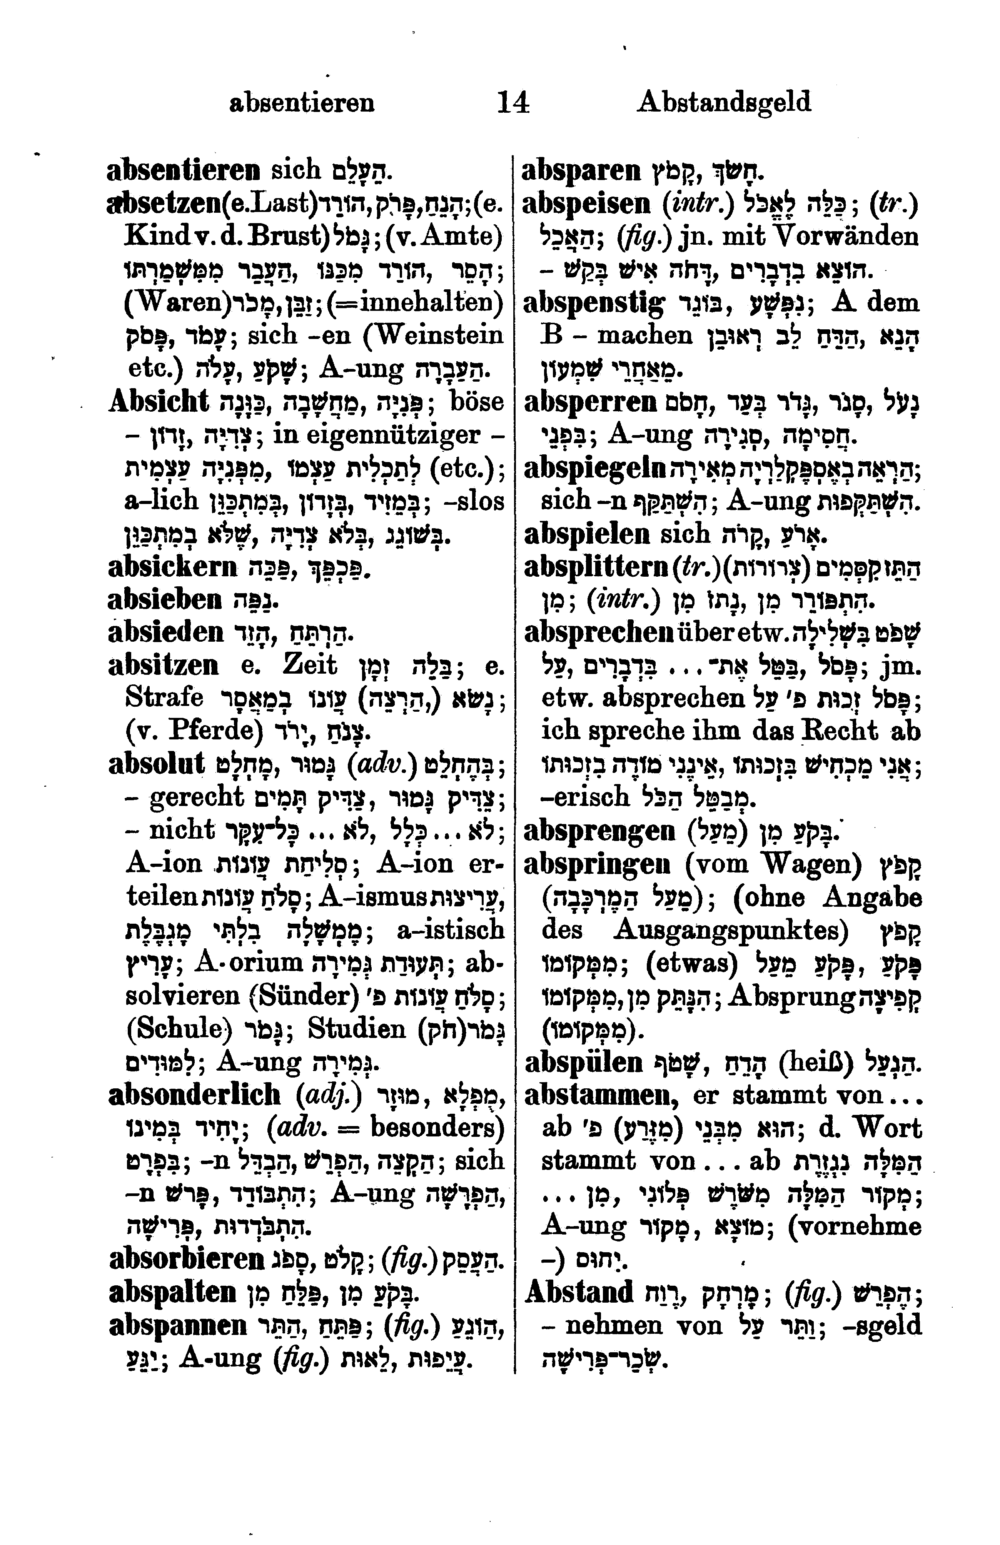 absentieren 14 Abstandsgeld
absentieren sich הֵעָלֵם.
absetzen (e. Last) הוֹרֵד, פָּרֹק, הַנַּח; (e.
Kind v. d. Brust) גָּמֹל; (v. Amte)
הָסֵר, הוֹרֵד מִכַּנּוֹ, הַעֲבֵר מִמִּשְׁמַרְתּוֹ;
(Waren) מָכֹר, זַבֵּן; (=innehalten)
עָמֹד, פָּסֹק; sich -en (Weinstein
etc.) שָׁקֹעַ, עָלֹה; A-ung הַעֲבָרָה.
Absicht פְּנִיָּה, מַחֲשָׁבָה, כַּוָּנָה; böse
- צְדִיָּה, זָדוֹן; in eigennütziger -
לְתַכְלִית עַצְמוֹ, מִפְּנִיָּה עַצְמִית (etc.);
a-lich בְּמֵזִיד, בְּזָדוֹן, בְּמִתְכַּוֵּן; -slos
בְּשׁוֹגֵג, בְּלֹא צְדִיָּה, שֶׁלֹּא בְמִתְכַּוֵּן.
absickern פַּכֵּה, פַּכְפֵּךְ.
absieben נַפֵּה.
absieden הַרְתֵּחַ, הָזֵד.
absitzen e. Zeit בַּלֵּה זְמָן; e.
Strafe נָשֹׂא (הַרְצֵה,) עֲוֹנוֹ בְּמַאֲסָר;
(v. Pferde) צָנֹחַ, יָרֹד.
absolut גָּמוּר, מֻחְלָט (adv.) בְּהֶחְלֵט;
- gerecht צַדִּיק גָּמוּר, צַדִּיק תָּמִים;
- nicht לֹא... כְּלָל, לֹא... כָּל־עִקָּר;
A-ion סְלִיחַת עֲוֹנוֹת; A-ion er-
teilen סָלֹחַ עֲוֹנוֹת; A-ismus עֲרִיצוּת,
מֶמְשָׁלָה בִלְתִּי מֻגְבֶּלֶת; a-istisch
עָרִיץ; A-orium תְּעוּדַת גְּמִירָה; ab-
solvieren (Sünder) סָלֹחַ עֲוֹנוֹת פ׳;
(Schule) גָּמֹר; Studien גָּמֹר (חֹק)
לִמּוּדִים; A-ung גְּמִירָה.
absonderlich (adj.) מֻפְלָא, מוּזָר,
יָחִיד בְּמִינוֹ; (adv. = besonders)
בִּפְרָט; -n הַבְדֵּל, הַפְרֵשׁ, הַקְצֵה; sich
-n פָּרֹשׁ, הִתְבּוֹדֵד; A-ung הַפְרָשָׁה,
הִתְבּוֹדְדוּת, פְּרִישָׁה.
absorbieren קָלֹט, סָפֹג; (fig.) הַעֲסֵק.
abspalten בָּקֹעַ מִן, פַּלֵּחַ מִן.
abspannen פַּתֵּחַ, הַתֵּר; (fig.) הוֹגֵעַ,
יַגֵּעַ; A-ung (fig.) עֲיֵפוּת, לֵאוּת.
absparen קָמֹץ, חָשֹׂךְ.
abspeisen (intr.) כַּלֵּה לֶאֱכֹל; (tr.)
הַאֲכֵל; (fig.) jn. mit Vorwänden
- הוֹצֵא בִדְבָרִים, דָּחֹה אִישׁ בְּקַשׁ.
abspenstig נִפְשָׁע, בּוֹגֵד; A dem
B - machen הָנֵא, הַדַּח לֵב רְאוּבֵן
מֵאַחֲרֵי שִׁמְעוֹן.
absperren נָעֹל, סָגֹר, גָּדֹר בְּעַד, חָסֹם
בִּפְנֵי; A-ung חֲסִימָה, סְגִירָה.
abspiegeln הַרְאֵה בְאַסְפַּקְלַרְיָה מְאִירָה;
sich -n הִשְׁתַּקֵּף; A-ung הִשְׁתַּקְּפוּת.
abspielen sich אָרֹעַ, קָרֹה.
absplittern (tr.) הַתֵּז קִסְמִים (צְרוֹרוֹת)
מִן; (intr.) הִתְפּוֹרֵר מִן, נָתֹז מִן.
absprechen über etw. שָׁפֹט בִּשְׁלִילָה
עַל, בַּטֵּל אֶת־... בִּדְבָרִים, פָּסֹל; jm.
etw. absprechen פָּסֹל זְכוּת פ׳ עַל;
ich spreche ihm das Recht ab
אֲנִי מַכְחִישׁ בִּזְכוּתוֹ, אֵינֶנִּי מוֹדֶה בִזְכוּתוֹ;
-erisch מְבַטֵּל הַכֹּל.
absprengen בָּקֹעַ מִן (מֵעַל).
abspringen (vom Wagen) קָפֹץ
(מֵעַל הַמֶּרְכָּבָה); (ohne Angabe
des Ausgangspunktes) קָפֹץ
מִמְּקוֹמוֹ; (etwas) פָּקֹעַ, פָּקֹעַ מֵעַל
מְקוֹמוֹ, הִנָּתֵק מִן; Absprung קְפִיצָה
(מִמְּקוֹמוֹ).
abspülen הָדֵחַ, שָׁטֹף (heiß) הַגְעֵל.
abstammen, er stammt von...
ab הוּא מִבְּנֵי (מִזֶּרַע) פ׳; d. Wort
stammt von... ab הַמִּלָּה נִגְזֶרֶת
מִן, מִשֹּׁרֶשׁ פְּלוֹנִי, מְקוֹר הַמִּלָּה...;
A-ung מוֹצָא, מָקוֹר; (vornehme
-) יִחוּס.
Abstand מֶרְחָק, רֶוַח; (fig.) הֶפְרֵשׁ;
- nehmen von וַתֵּר עַל; -sgeld
שְׂכַר־פְּרִישָׁה.